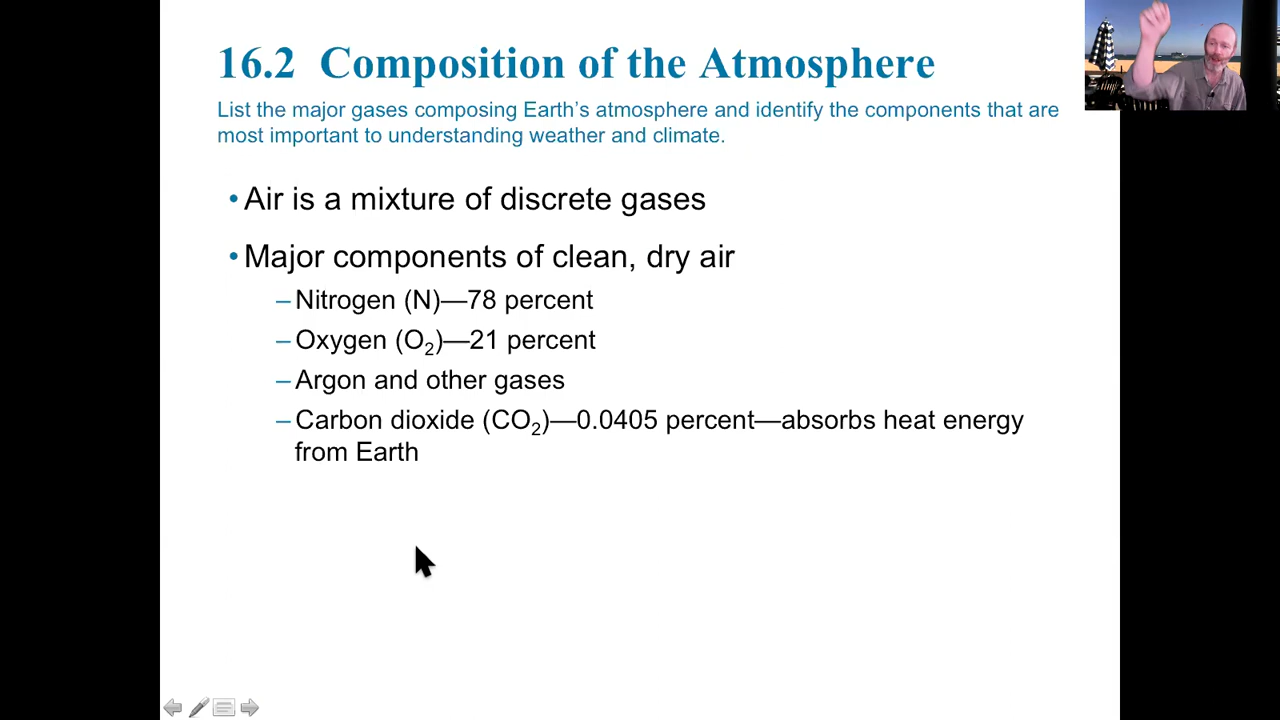 16.2 Composition of the Atmosphere
List the major gases composing Earth's atmosphere and identify the components that are
most important to understanding weather and climate.
•Air is a mixture of discrete gases
•Major components of clean, dry air
–Nitrogen (N)—78 percent
–Oxygen (O₂)—21 percent
–Argon and other gases
–Carbon dioxide (CO₂)—0.0405 percent—absorbs heat energy
from Earth